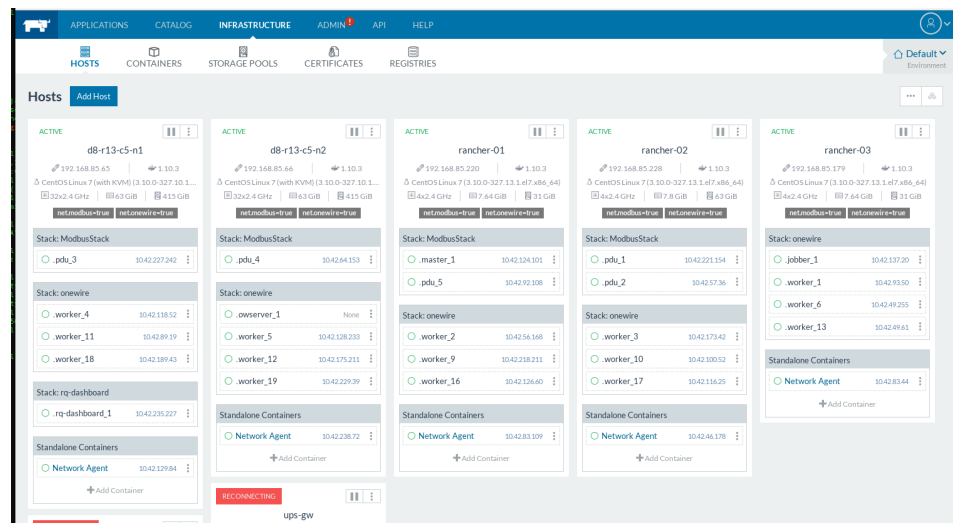 APPLICATIONS CATALOG INFRASTRUCTURE ADMIN ! API HELP
HOSTS CONTAINERS STORAGE POOLS CERTIFICATES REGISTRIES
Default
Environment
Hosts Add Host
ACTIVE
d8-r13-c5-n1
192.168.85.65 1.10.3
CentOS Linux 7 (with KVM) (3.10.0-327.10.1....
32x2.4 GHz 63 GiB 415 GiB
net.modbus=true net.onewire=true
Stack: ModbusStack
.pdu_3 10.42.227.242
Stack: onewire
.worker_4 10.42.118.52
.worker_11 10.42.89.19
.worker_18 10.42.189.43
Stack: rq-dashboard
.rq-dashboard_1 10.42.235.227
Standalone Containers
Network Agent 10.42.129.84
Add Container
ACTIVE
d8-r13-c5-n2
192.168.85.66 1.10.3
CentOS Linux 7 (with KVM) (3.10.0-327.10.1....
32x2.4 GHz 63 GiB 415 GiB
net.modbus=true net.onewire=true
Stack: ModbusStack
.pdu_4 10.42.64.153
Stack: onewire
.owserver_1 None
.worker_5 10.42.128.233
.worker_12 10.42.175.211
.worker_19 10.42.229.39
Standalone Containers
Network Agent 10.42.238.72
Add Container
RECONNECTING
ups-gw
ACTIVE
rancher-01
192.168.85.220 1.10.3
CentOS Linux 7 (3.10.0-327.13.1.el7.x86_64)
4x2.4 GHz 7.64 GiB 31 GiB
net.modbus=true net.onewire=true
Stack: ModbusStack
.master_1 10.42.124.101
.pdu_5 10.42.92.108
Stack: onewire
.worker_2 10.42.56.168
.worker_9 10.42.218.211
.worker_16 10.42.126.60
Standalone Containers
Network Agent 10.42.83.109
Add Container
ACTIVE
rancher-02
192.168.85.228 1.10.3
CentOS Linux 7 (3.10.0-327.13.1.el7.x86_64)
4x2.4 GHz 7.8 GiB 63 GiB
net.modbus=true net.onewire=true
Stack: ModbusStack
.pdu_1 10.42.221.154
.pdu_2 10.42.57.36
Stack: onewire
.worker_3 10.42.173.42
.worker_10 10.42.100.52
.worker_17 10.42.116.25
Standalone Containers
Network Agent 10.42.46.178
Add Container
ACTIVE
rancher-03
192.168.85.179 1.10.3
CentOS Linux 7 (3.10.0-327.13.1.el7.x86_64)
4x2.4 GHz 7.64 GiB 31 GiB
net.modbus=true net.onewire=true
Stack: onewire
.jobber_1 10.42.137.20
.worker_1 10.42.93.50
.worker_6 10.42.49.255
.worker_13 10.42.49.61
Standalone Containers
Network Agent 10.42.83.44
Add Container